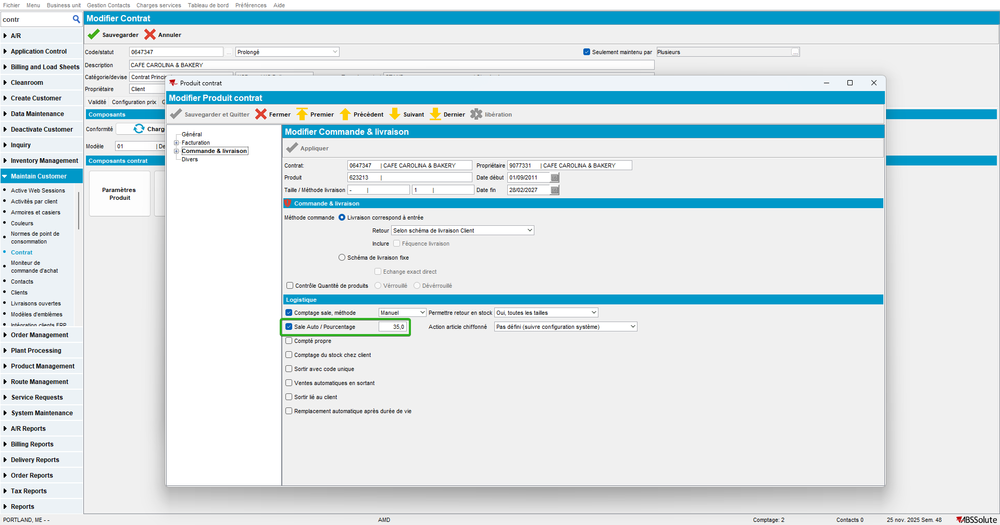 Fichier Menu Business unit Gestion Contacts Charges services Tableau de bord Préférences Aide
contr
Modifier Contrat
Sauvegarder Annuler
A/R
Application Control
Billing and Load Sheets
Cleanroom
Create Customer
Data Maintenance
Deactivate Customer
Inquiry
Inventory Management
Maintain Customer
Active Web Sessions
Activités par client
Armoires et casiers
Couleurs
Normes de point de
consommation
Contrat
Moniteur de
commande d'achat
Contacts
Clients
Livraisons ouvertes
Modèles d'emblèmes
Intégration clients ERP
Order Management
Plant Processing
Product Management
Route Management
Service Requests
System Maintenance
A/R Reports
Billing Reports
Delivery Reports
Order Reports
Tax Reports
Reports
Code/statut 0647347 ... Prolongé Seulement maintenu par Plusieurs ...
Description CAFE CAROLINA & BAKERY
Catégorie/devise Contrat Princi
Propriétaire Client
Validité Configuration prix G
Composants
Conformité Charg
Modèle 01 | De
Composants contrat
Paramètres
Produit
Produit contrat
Modifier Produit contrat
Sauvegarder et Quitter Fermer Premier Précédent Suivant Dernier libération
Général
Facturation
Commande & livraison
Divers
Modifier Commande & livraison
Appliquer
Contrat: 0647347 | CAFE CAROLINA & BAKERY Propriétaire 9077331 | CAFE CAROLINA & BAKERY
Produit 623213 | Date début 01/09/2011 16
Taille / Méthode livraison - | 1 | Date fin 28/02/2027 16
Commande & livraison
Méthode commande Livraison correspond à entrée
Retour Selon schéma de livraison Client
Inclure Féquence livraison
Schéma de livraison fixe
Echange exact direct
Contrôle Quantité de produits Vérrouillé Dévérrouillé
Logistique
Comptage sale, méthode Manuel Permettre retour en stock Oui, toutes les tailles
Sale Auto / Pourcentage 35,0 Action article chiffonné Pas défini (suivre configuration système)
Compté propre
Comptage du stock chez client
Sortir avec code unique
Ventes automatiques en sortant
Sortir lié au client
Remplacement automatique après durée de vie
PORTLAND, ME - - AMD Comptage: 2 Contacts 0 25 nov. 2025 Sem. 48 ABSSolute